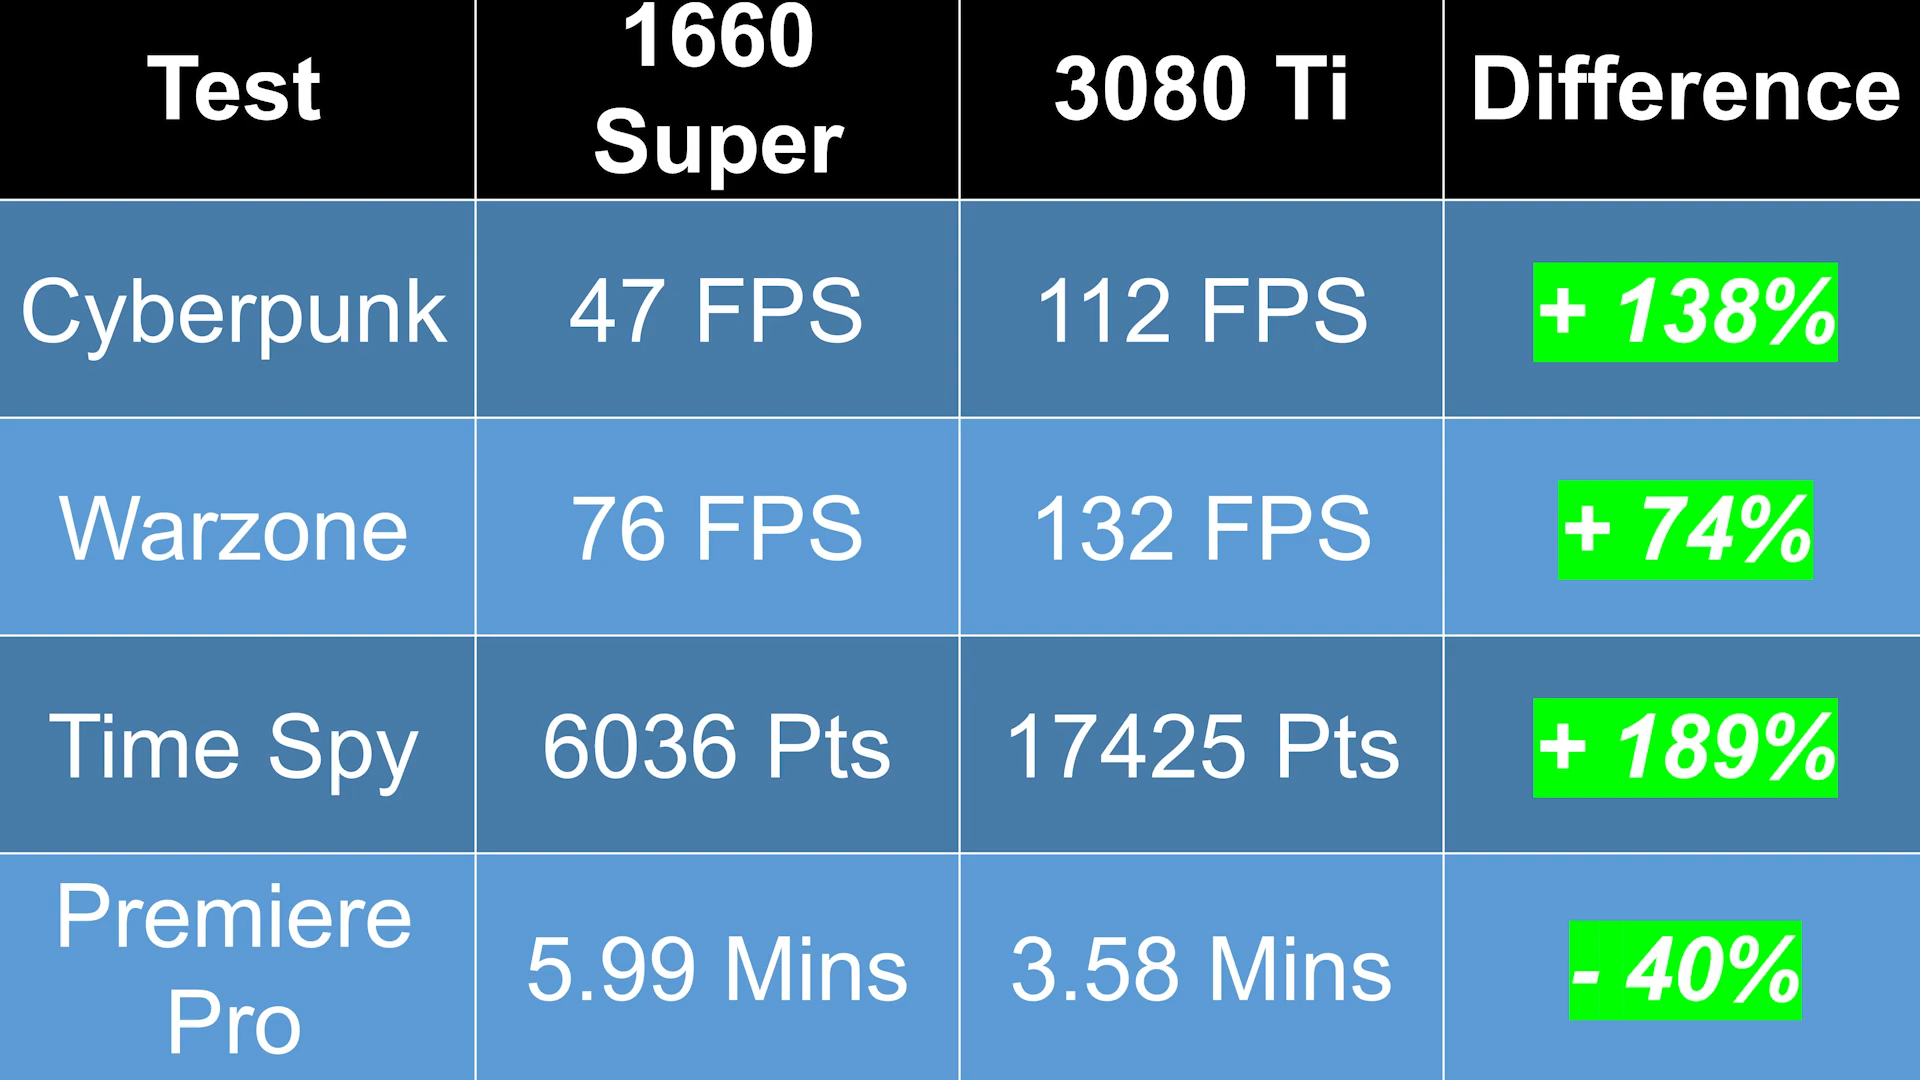 Test
1660
Super
3080 Ti
Difference
Cyberpunk
47 FPS
112 FPS
+ 138%
Warzone
76 FPS
132 FPS
+ 74%
Time Spy
6036 Pts
17425 Pts
+ 189%
Premiere
Pro
5.99 Mins
3.58 Mins
- 40%